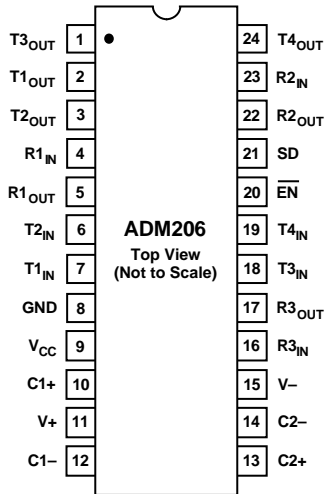 T3OUT 1 24 T4OUT
T1OUT 2 23 R2IN
T2OUT 3 22 R2OUT
R1IN 4 21 SD
R1OUT 5 20 E̅N̅
T2IN 6 19 T4IN
ADM206
Top View
(Not to Scale)
T1IN 7 18 T3IN
GND 8 17 R3OUT
VCC 9 16 R3IN
C1+ 10 15 V–
V+ 11 14 C2–
C1– 12 13 C2+